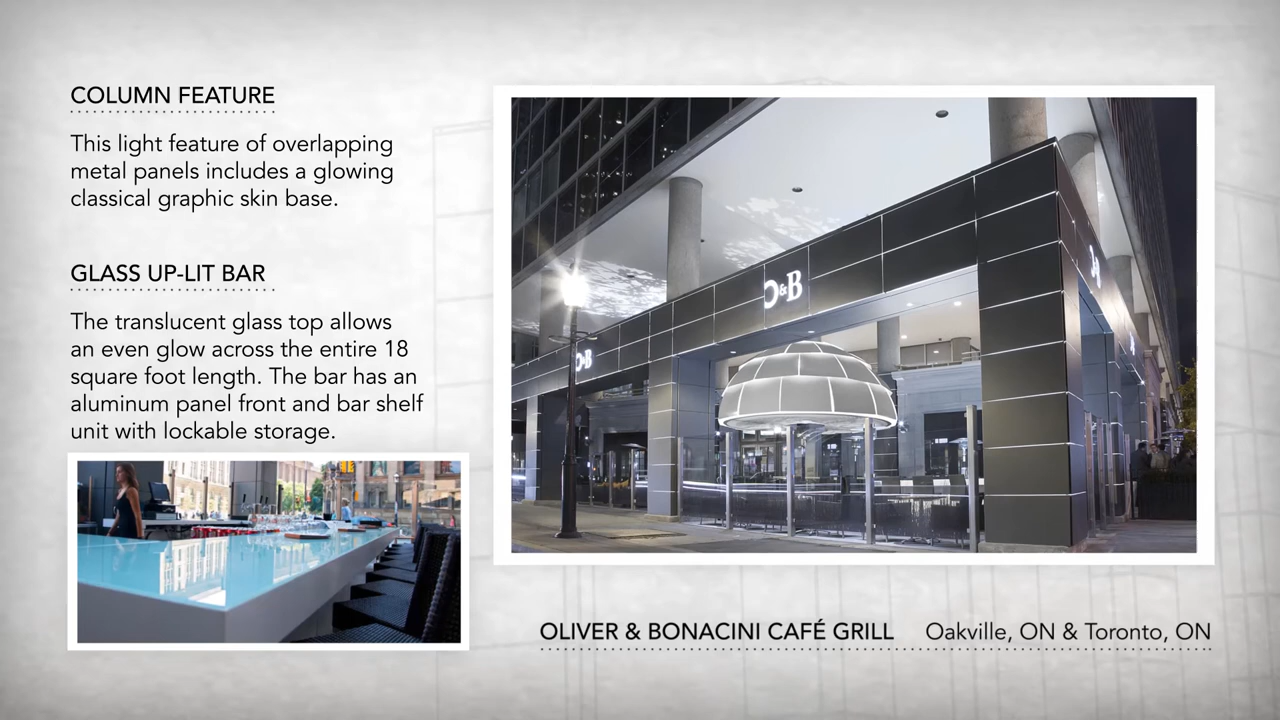 COLUMN FEATURE
This light feature of overlapping
metal panels includes a glowing
classical graphic skin base.
GLASS UP-LIT BAR
The translucent glass top allows
an even glow across the entire 18
square foot length. The bar has an
aluminum panel front and bar shelf
unit with lockable storage.
O&B
O&B
O&B
OLIVER & BONACINI CAFÉ GRILL Oakville, ON & Toronto, ON